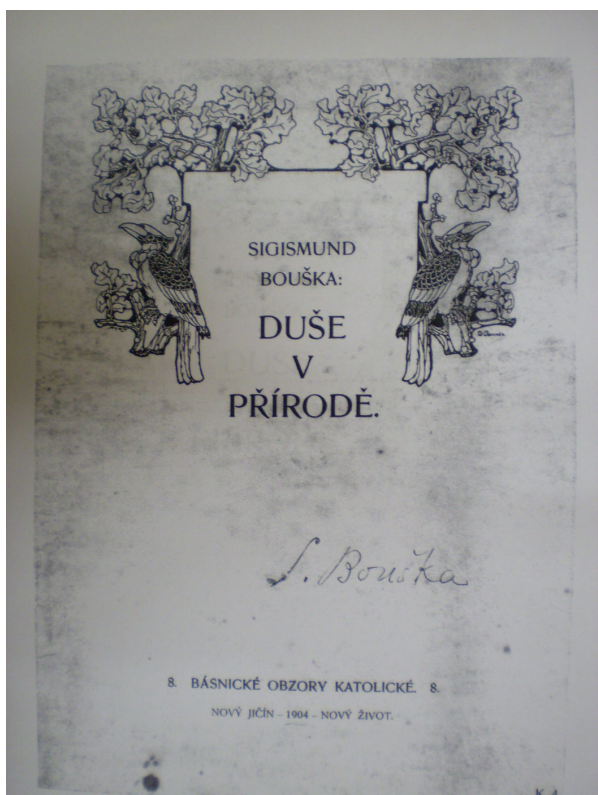 SIGISMUND
BOUŠKA:
DUŠE
V
PŘÍRODĚ.
S. Bouška
8. BÁSNICKÉ OBZORY KATOLICKÉ. 8.
NOVÝ JIČÍN – 1904 – NOVÝ ŽIVOT.